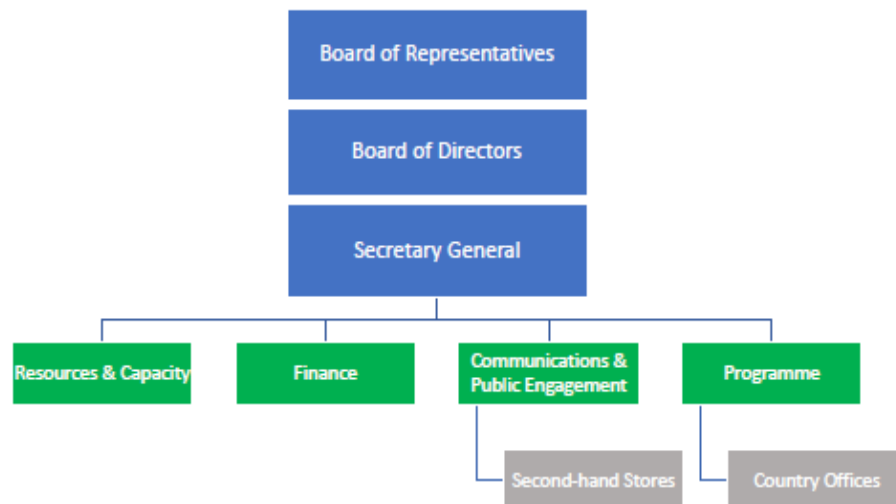 Board of Representatives
Board of Directors
Secretary General
Resources & Capacity
Finance
Communications &
Public Engagement
Programme
Second-hand Stores
Country Offices